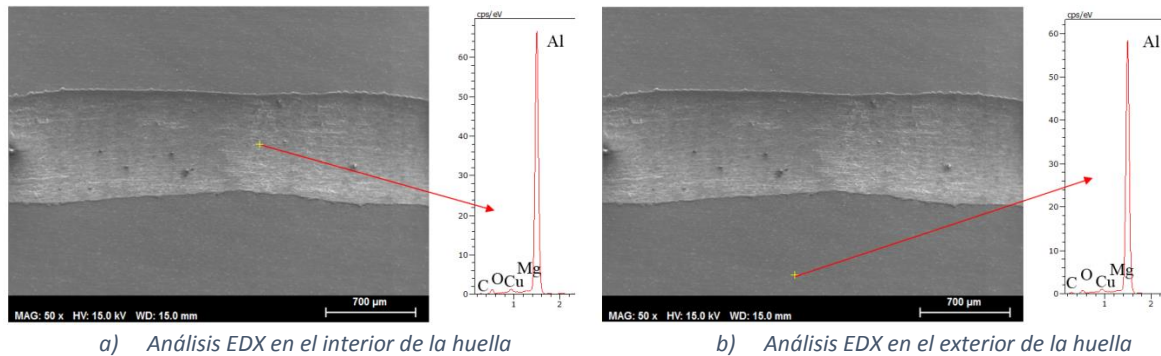 cps/eV
Al
60
50
40
30
20
10
0
C O Cu Mg
1 2
MAG: 50 x HV: 15.0 kV WD: 15.0 mm
700 µm
a) Análisis EDX en el interior de la huella
cps/eV
Al
60
50
40
30
20
10
0
C O Cu Mg
1 2
MAG: 50 x HV: 15.0 kV WD: 15.0 mm
700 µm
b) Análisis EDX en el exterior de la huella